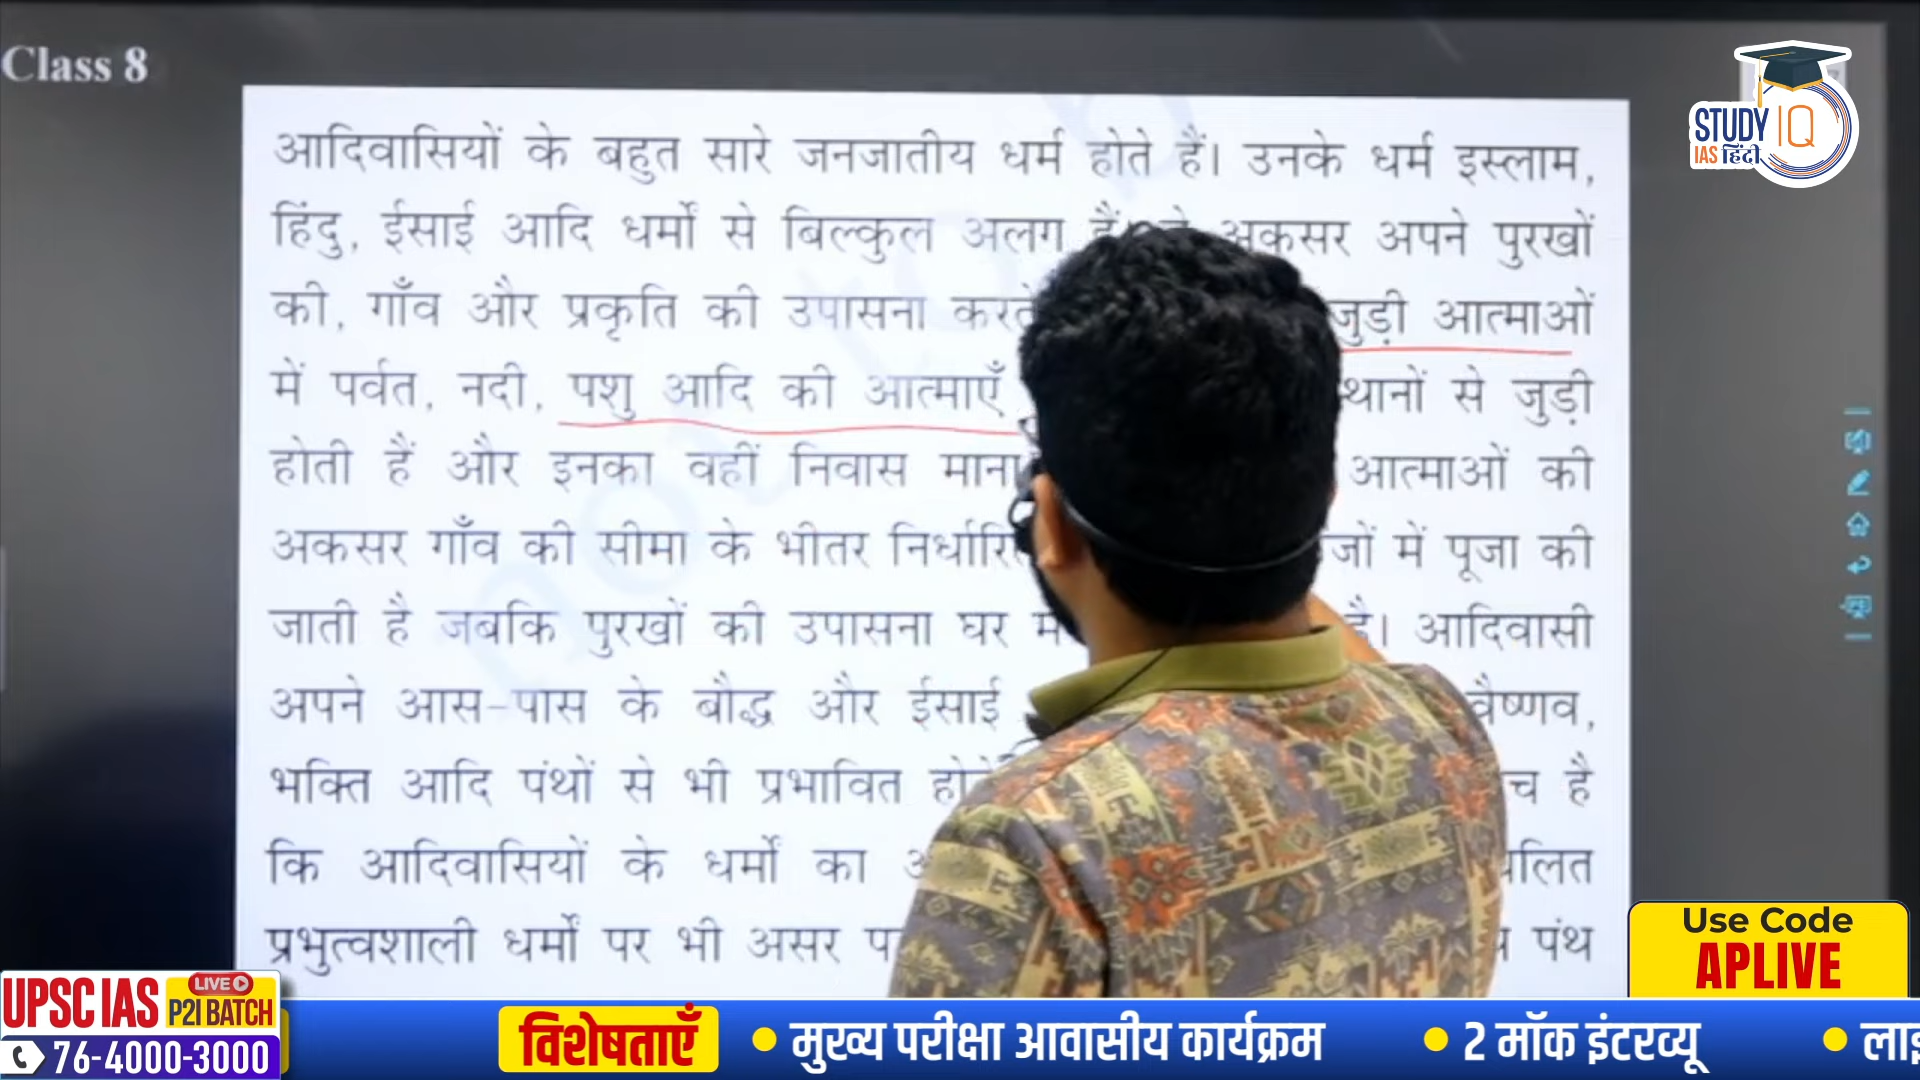 Class 8
STUDY IQ
IAS हिंदी
आदिवासियों के बहुत सारे जनजातीय धर्म होते हैं। उनके धर्म इस्लाम,
हिंदु, ईसाई आदि धर्मों से बिल्कुल अलग अकसर अपने पुरखों
की, गाँव और प्रकृति की उपासना जुड़ी आत्माओं
में पर्वत, नदी, पशु आदि की आत्माएँ से जुड़ी
होती हैं और इनका वहीं निवास आत्माओं की
अकसर गाँव की सीमा के भीतर में पूजा की
जाती है जबकि पुरखों की उपासना घर आदिवासी
अपने आस-पास के बौद्ध और ईसाई वैष्णव,
भक्ति आदि पंथों से भी प्रभावित है
कि आदिवासियों के धर्मों का
प्रभुत्वशाली धर्मों पर भी असर पंथ
Use Code
APLIVE
UPSC IAS LIVE P2I BATCH
76-4000-3000
विशेषताएँ • मुख्य परीक्षा आवासीय कार्यक्रम • 2 मॉक इंटरव्यू •